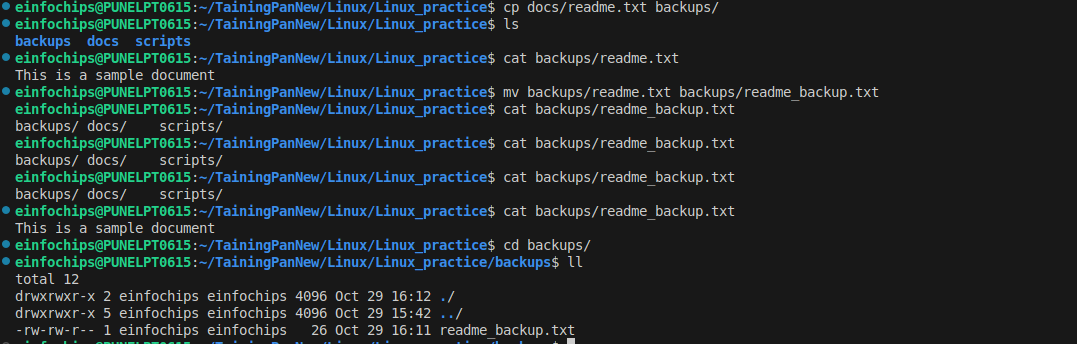 einfochips@PUNELPT0615:~/TainingPanNew/Linux/Linux_practice$ cp docs/readme.txt backups/
einfochips@PUNELPT0615:~/TainingPanNew/Linux/Linux_practice$ ls
backups  docs  scripts
einfochips@PUNELPT0615:~/TainingPanNew/Linux/Linux_practice$ cat backups/readme.txt
This is a sample document
einfochips@PUNELPT0615:~/TainingPanNew/Linux/Linux_practice$ mv backups/readme.txt backups/readme_backup.txt
einfochips@PUNELPT0615:~/TainingPanNew/Linux/Linux_practice$ cat backups/readme_backup.txt
backups/ docs/    scripts/
einfochips@PUNELPT0615:~/TainingPanNew/Linux/Linux_practice$ cat backups/readme_backup.txt
backups/ docs/    scripts/
einfochips@PUNELPT0615:~/TainingPanNew/Linux/Linux_practice$ cat backups/readme_backup.txt
backups/ docs/    scripts/
einfochips@PUNELPT0615:~/TainingPanNew/Linux/Linux_practice$ cat backups/readme_backup.txt
This is a sample document
einfochips@PUNELPT0615:~/TainingPanNew/Linux/Linux_practice$ cd backups/
einfochips@PUNELPT0615:~/TainingPanNew/Linux/Linux_practice/backups$ ll
total 12
drwxrwxr-x 2 einfochips einfochips 4096 Oct 29 16:12 ./
drwxrwxr-x 5 einfochips einfochips 4096 Oct 29 15:42 ../
-rw-rw-r-- 1 einfochips einfochips   26 Oct 29 16:11 readme_backup.txt
einfochips@PUNELPT0615:~/TainingPanNew/Linux/Linux_practice/backups$